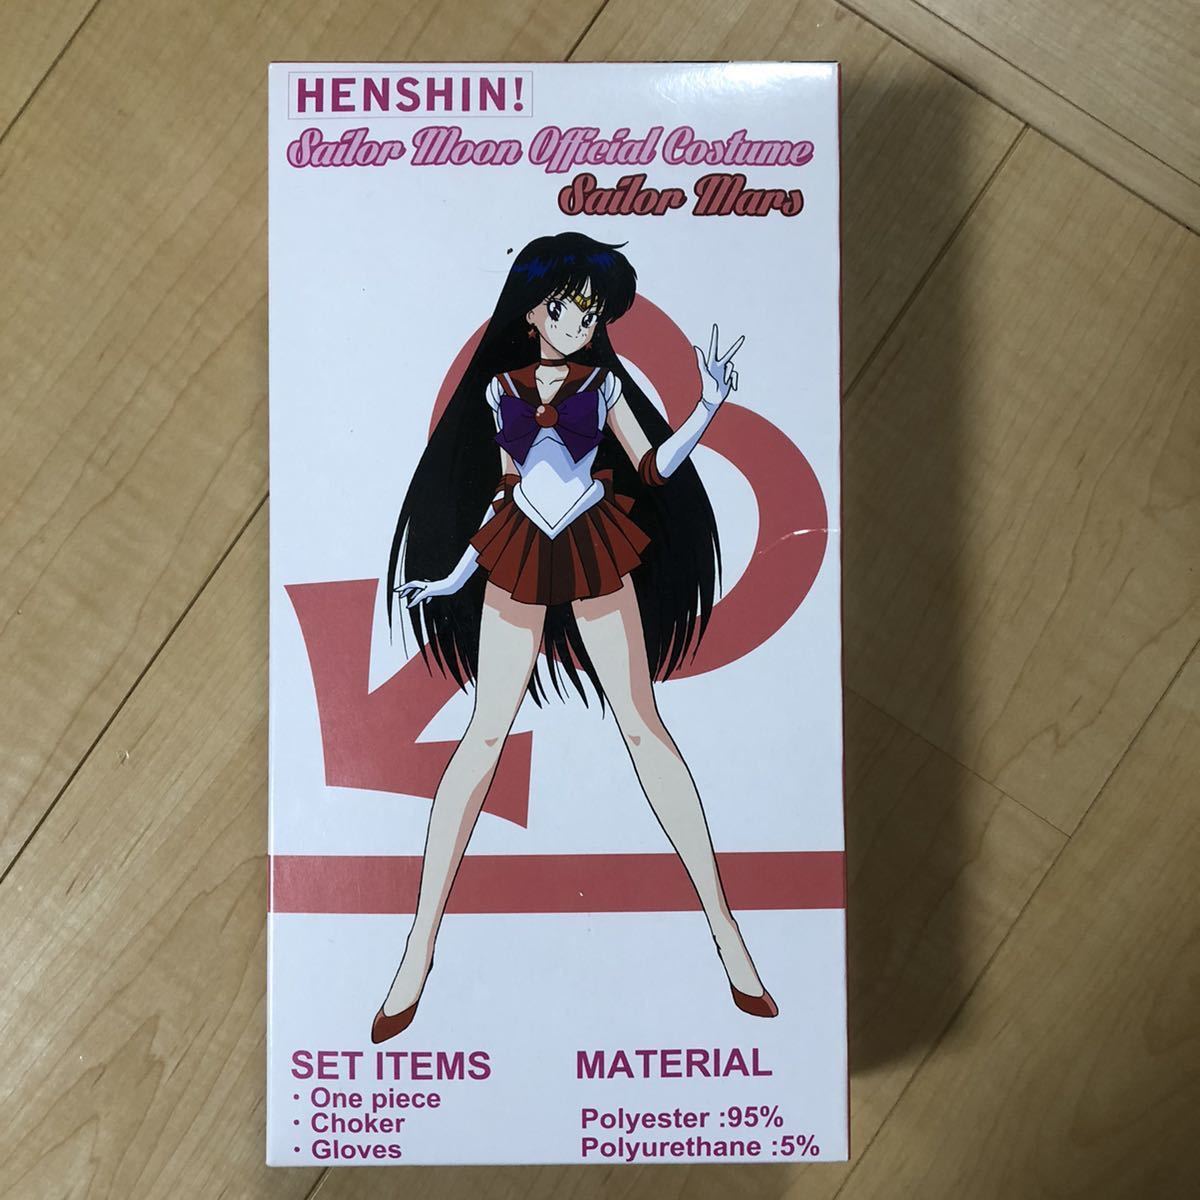 HENSHIN!
Sailor Moon Official Costume
Sailor Mars
SET ITEMS
・One piece
・Choker
・Gloves
MATERIAL
Polyester :95%
Polyurethane :5%